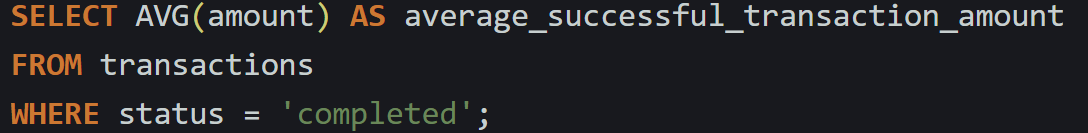 SELECT AVG(amount) AS average_successful_transaction_amount
FROM transactions
WHERE status = 'completed';